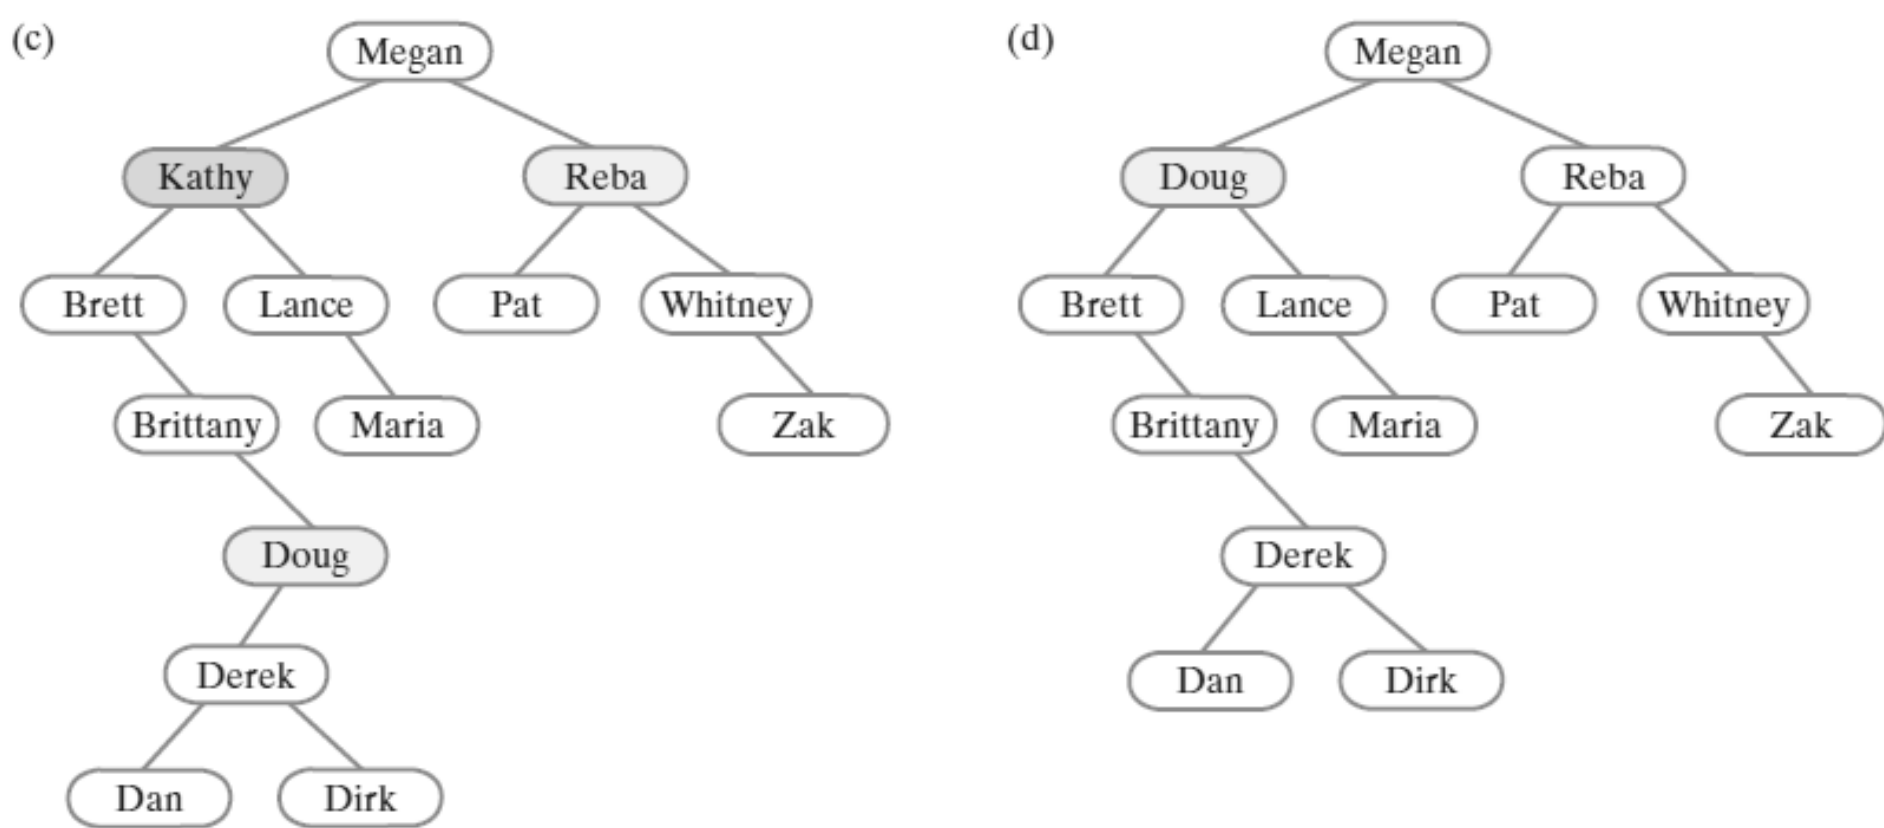 (c)
Megan
Kathy
Reba
Brett
Lance
Pat
Whitney
Brittany
Maria
Zak
Doug
Derek
Dan
Dirk
(d)
Megan
Doug
Reba
Brett
Lance
Pat
Whitney
Brittany
Maria
Zak
Derek
Dan
Dirk